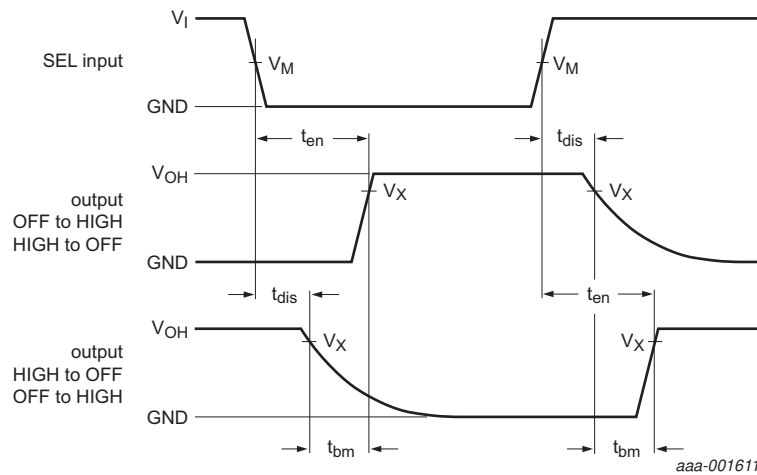 V_I
SEL input
V_M
V_M
GND
t_en
t_dis
V_OH
output
OFF to HIGH
HIGH to OFF
V_X
V_X
GND
t_dis
t_en
V_OH
output
HIGH to OFF
OFF to HIGH
V_X
V_X
GND
t_bm
t_bm
aaa-001611